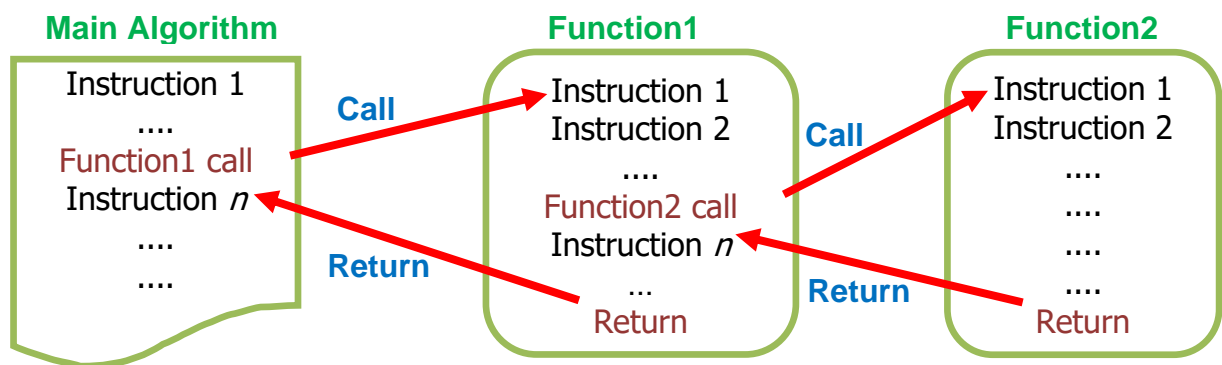 Main Algorithm
Instruction 1
....
Function1 call
Instruction n
....
....
Call
Return
Function1
Instruction 1
Instruction 2
....
Function2 call
Instruction n
...
Return
Call
Return
Function2
Instruction 1
Instruction 2
....
....
....
....
Return